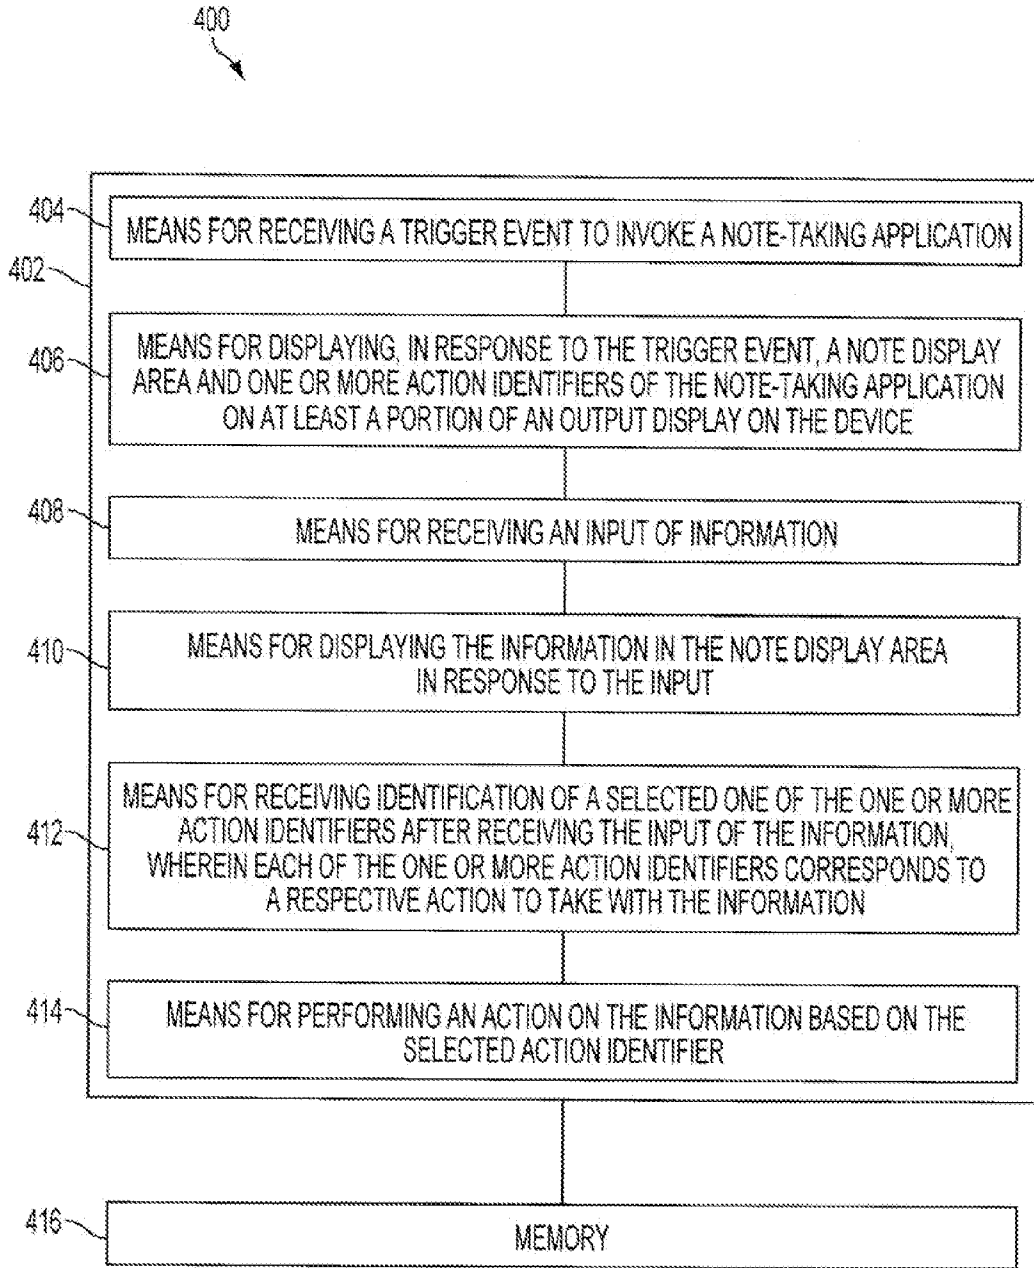 400
404
MEANS FOR RECEIVING A TRIGGER EVENT TO INVOKE A NOTE-TAKING APPLICATION
402
406
MEANS FOR DISPLAYING, IN RESPONSE TO THE TRIGGER EVENT, A NOTE DISPLAY
AREA AND ONE OR MORE ACTION IDENTIFIERS OF THE NOTE-TAKING APPLICATION
ON AT LEAST A PORTION OF AN OUTPUT DISPLAY ON THE DEVICE
408
MEANS FOR RECEIVING AN INPUT OF INFORMATION
410
MEANS FOR DISPLAYING THE INFORMATION IN THE NOTE DISPLAY AREA
IN RESPONSE TO THE INPUT
412
MEANS FOR RECEIVING IDENTIFICATION OF A SELECTED ONE OF THE ONE OR MORE
ACTION IDENTIFIERS AFTER RECEIVING THE INPUT OF THE INFORMATION,
WHEREIN EACH OF THE ONE OR MORE ACTION IDENTIFIERS CORRESPONDS TO
A RESPECTIVE ACTION TO TAKE WITH THE INFORMATION
414
MEANS FOR PERFORMING AN ACTION ON THE INFORMATION BASED ON THE
SELECTED ACTION IDENTIFIER
416
MEMORY